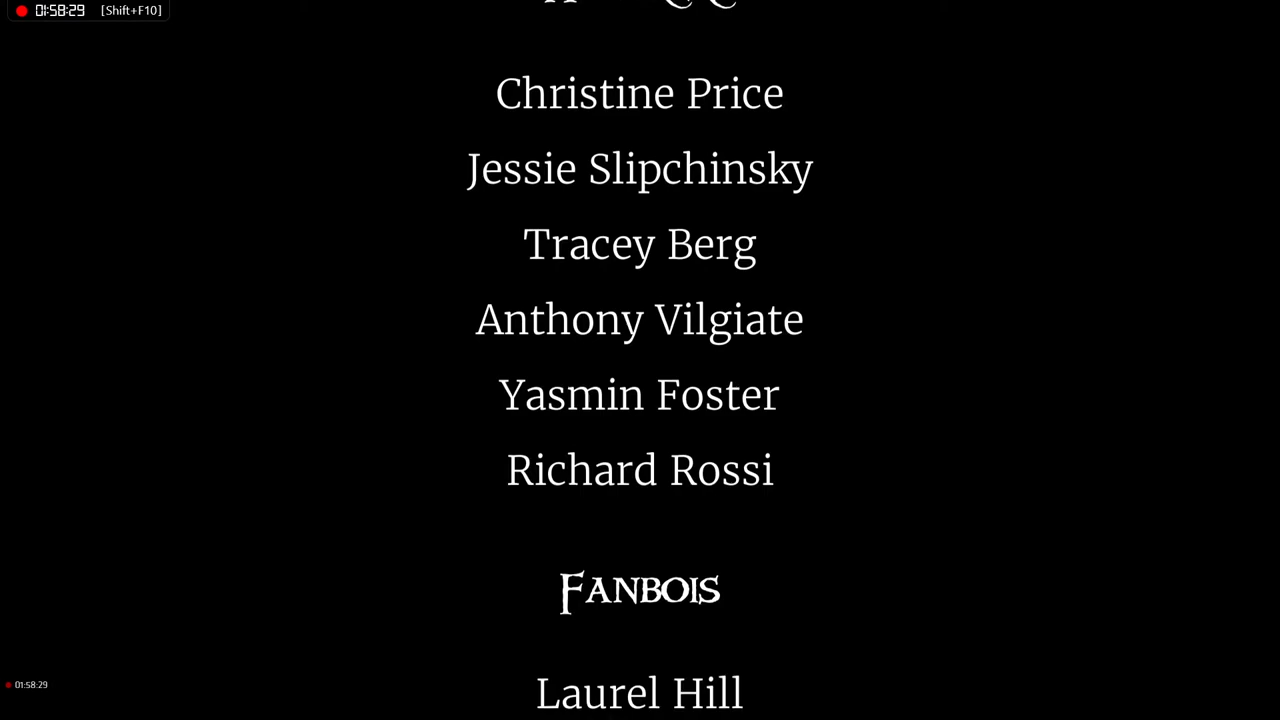 01:58:29 [Shift+F10]
Christine Price
Jessie Slipchinsky
Tracey Berg
Anthony Vilgiate
Yasmin Foster
Richard Rossi
Fanbois
Laurel Hill
01:58:29